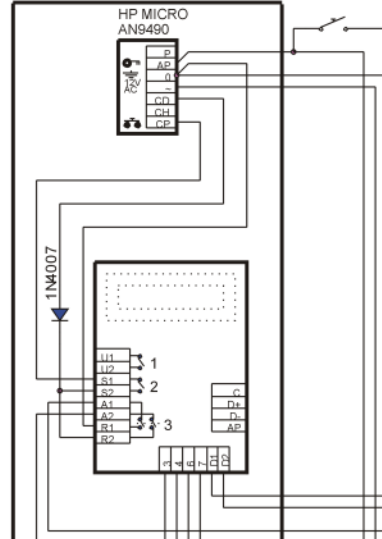 HP MICRO
AN9490
P
AP
0
~
12V
AC
CD
CH
CP
1N4007
U1
U2
S1
S2
A1
A2
R1
R2
1
2
3
C
D+
D-
AP
3
4
6
7
D1
D2